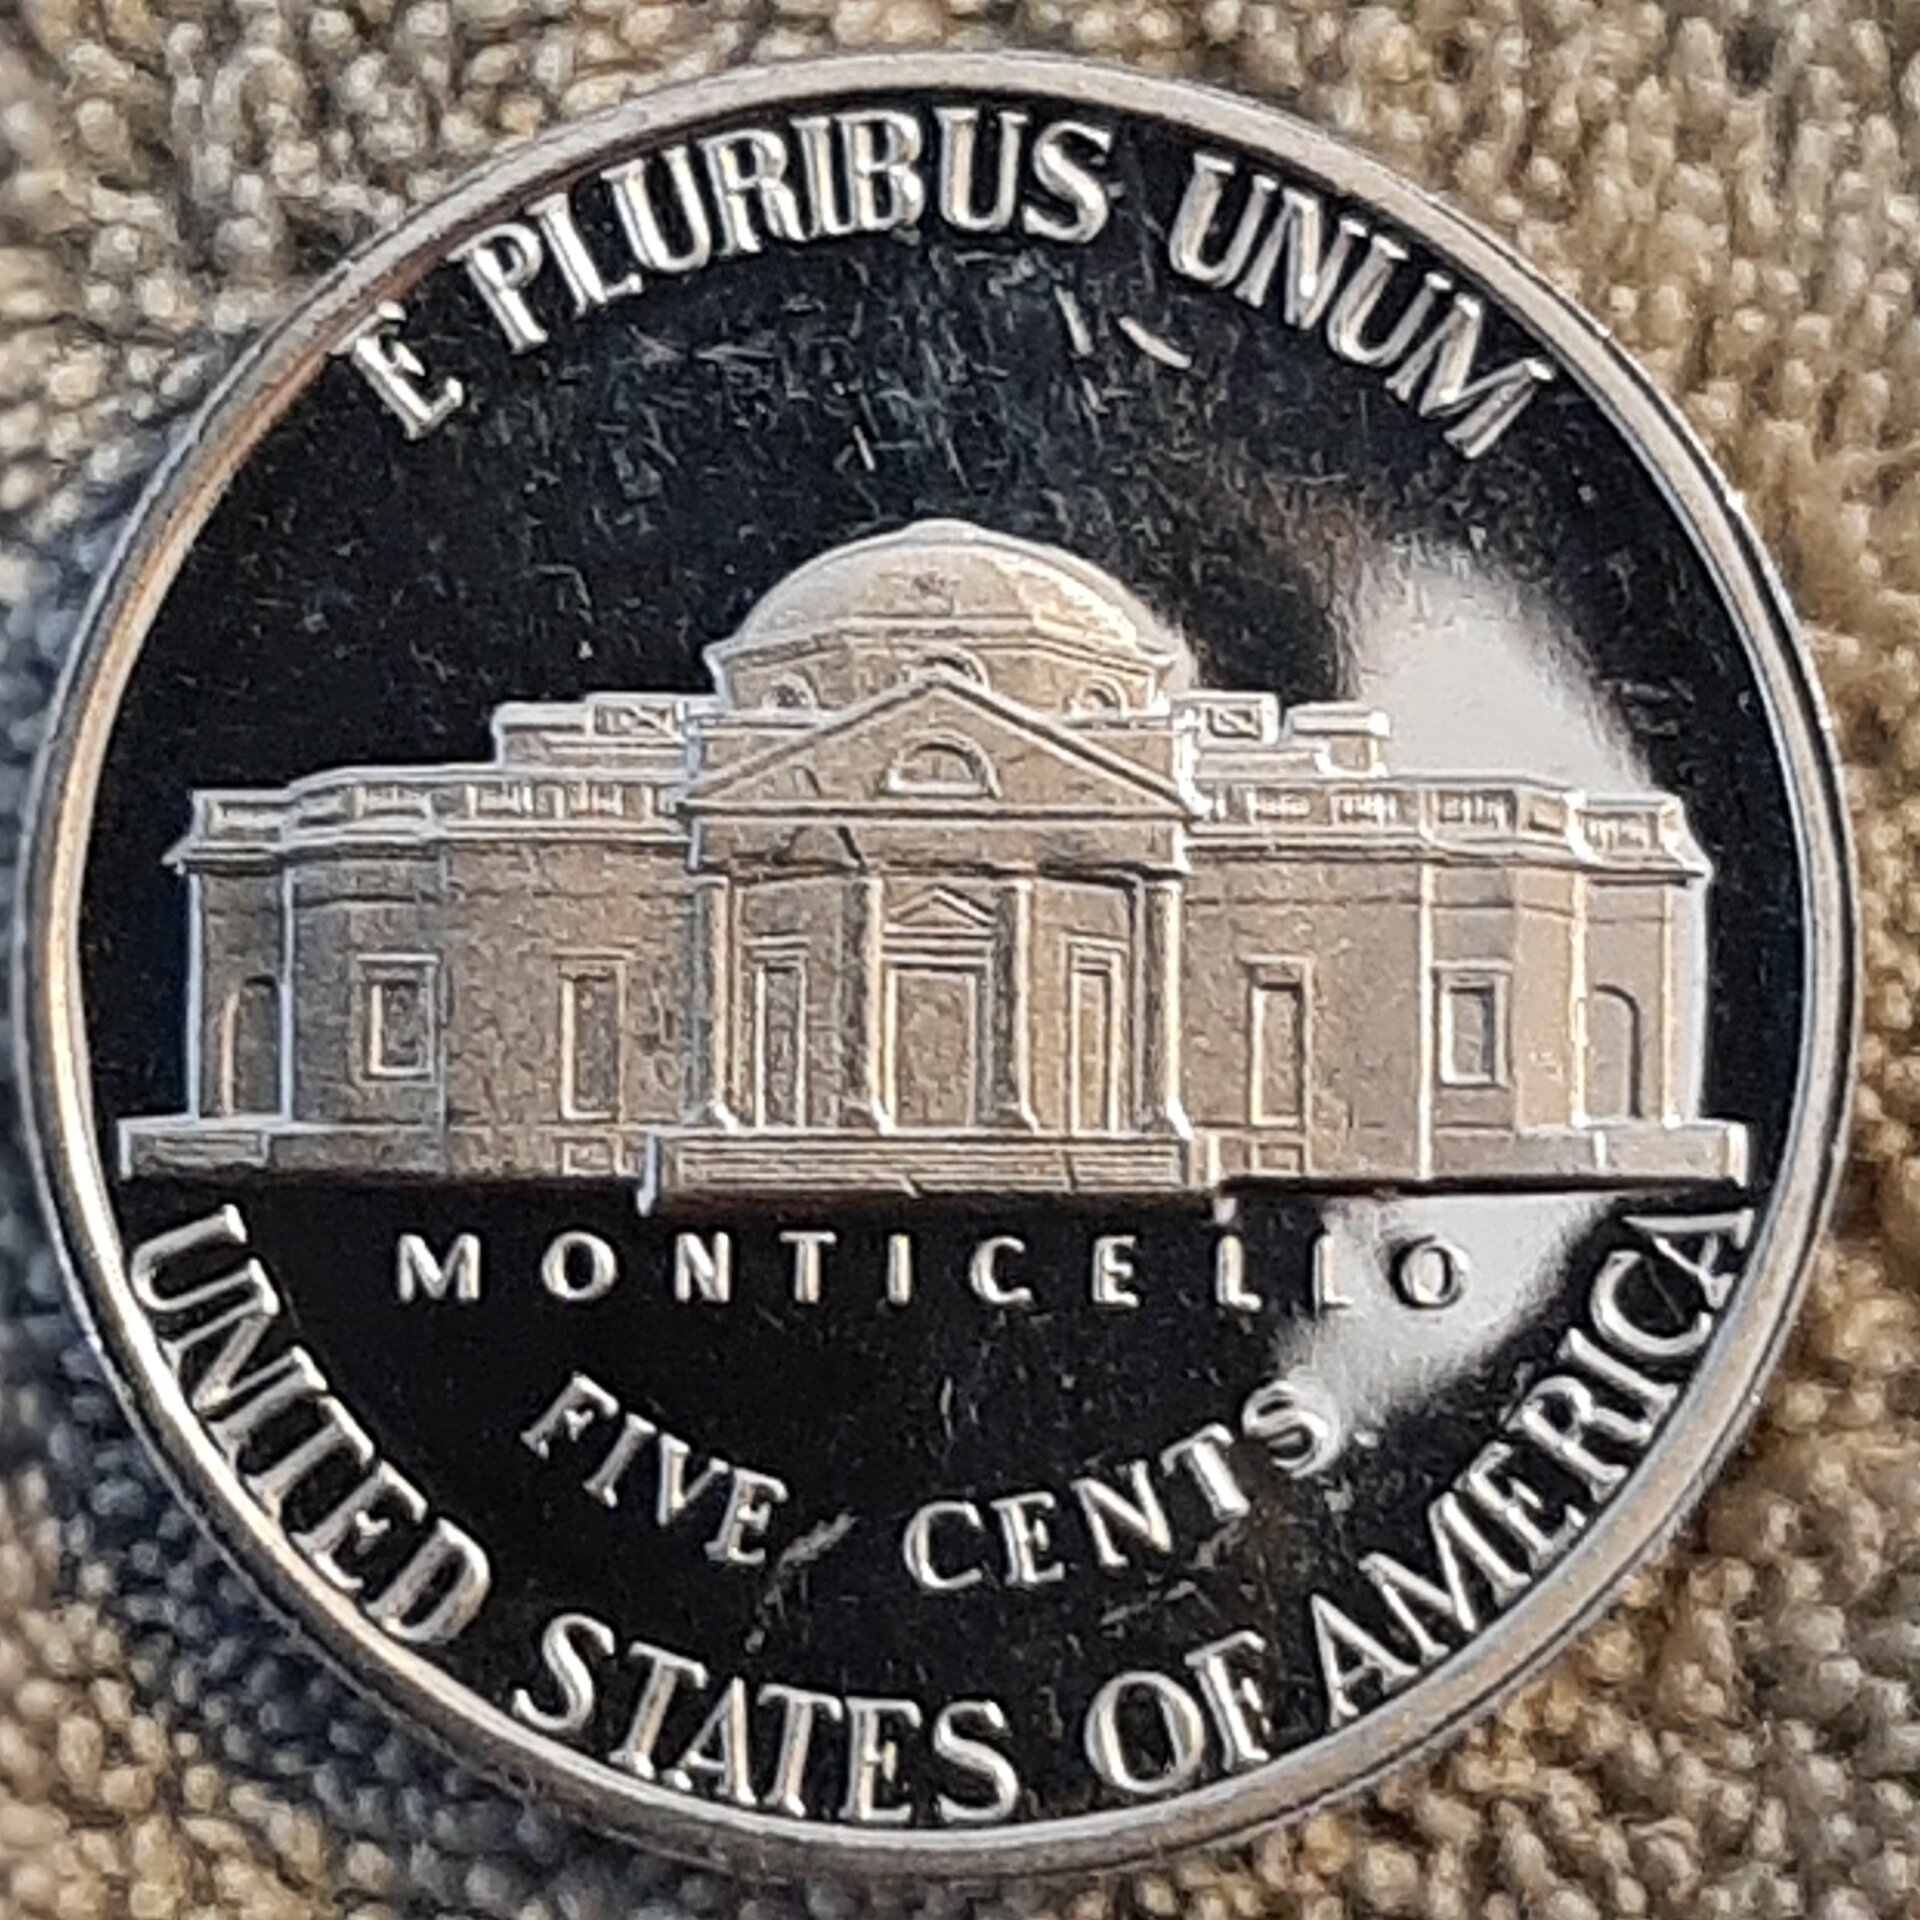 E PLURIBUS UNUM
MONTICELLO
FIVE CENTS
UNITED STATES OF AMERICA